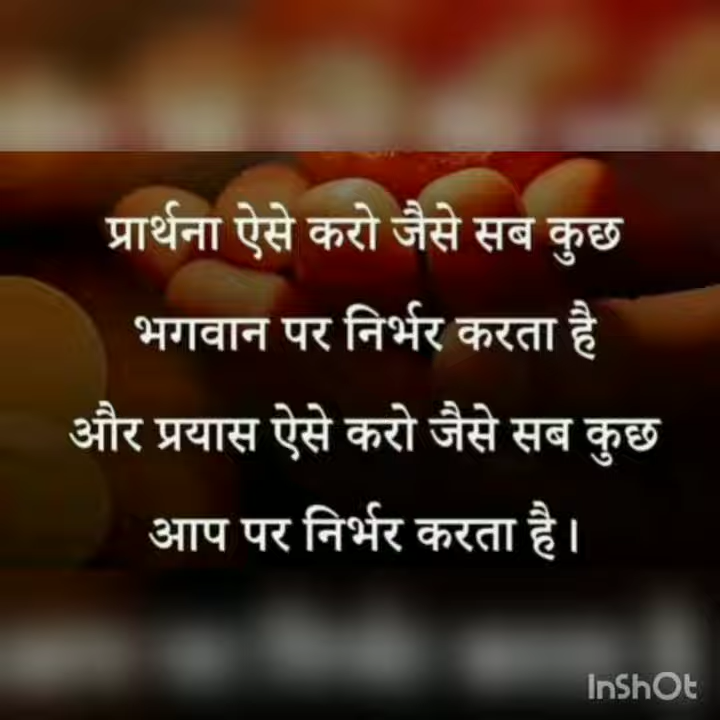 प्रार्थना ऐसे करो जैसे सब कुछ
भगवान पर निर्भर करता है
और प्रयास ऐसे करो जैसे सब कुछ
आप पर निर्भर करता है।
InShOt